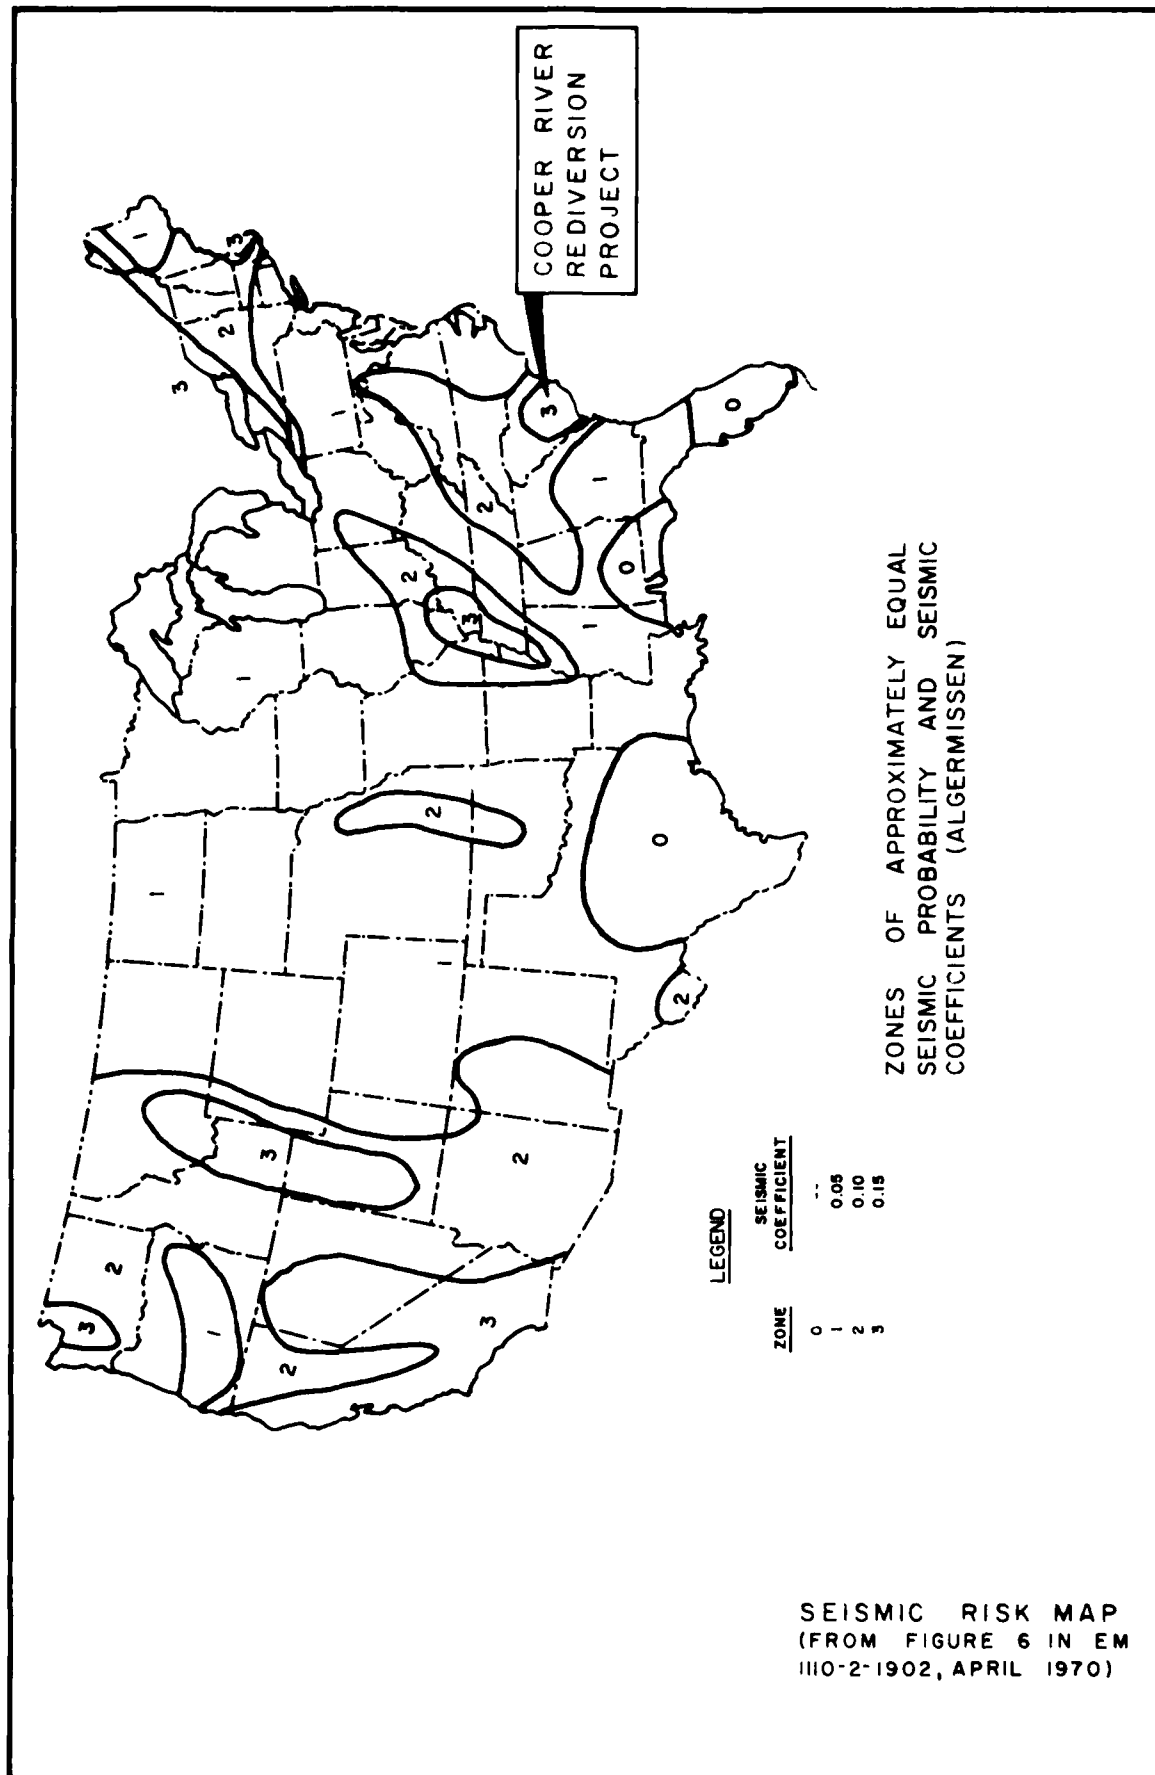 3
2
1
1
3
1
2
3
1
3
2
1
2
2
1
3
2
3
2
3
1
1
0
0
2
0
COOPER RIVER
REDIVERSION
PROJECT
LEGEND
ZONE SEISMIC COEFFICIENT
0 --
1 0.05
2 0.10
3 0.15
ZONES OF APPROXIMATELY EQUAL
SEISMIC PROBABILITY AND SEISMIC
COEFFICIENTS (ALGERMISSEN)
SEISMIC RISK MAP
(FROM FIGURE 6 IN EM
1110-2-1902, APRIL 1970)